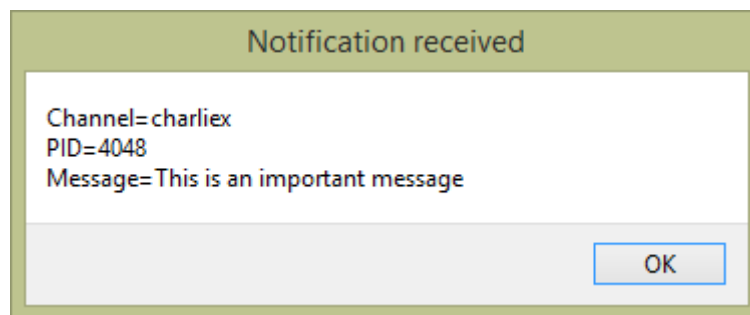 Notification received
Channel=charliex
PID=4048
Message=This is an important message
OK